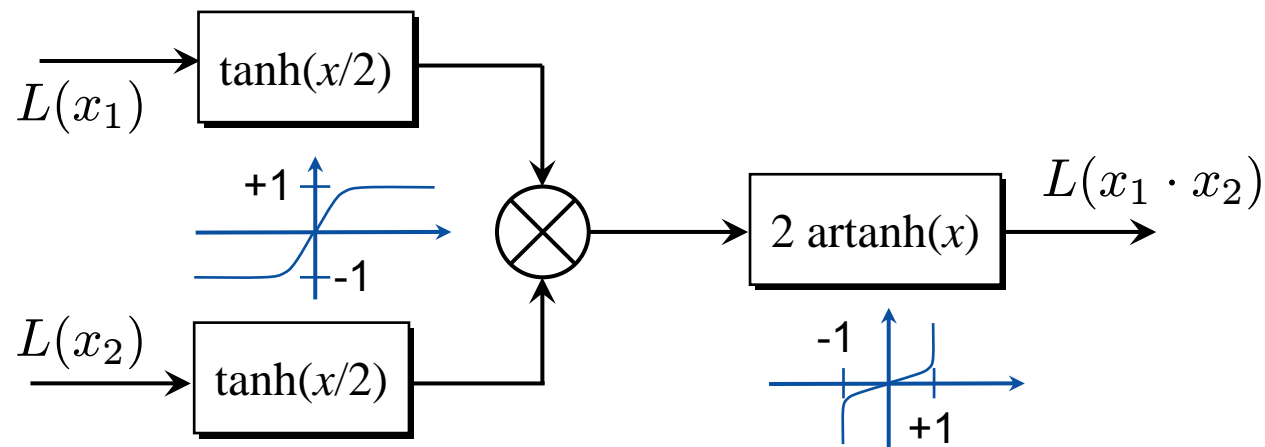 L(x₁)
tanh(x/2)
+1
-1
L(x₂)
tanh(x/2)
2 artanh(x)
L(x₁ · x₂)
-1
+1